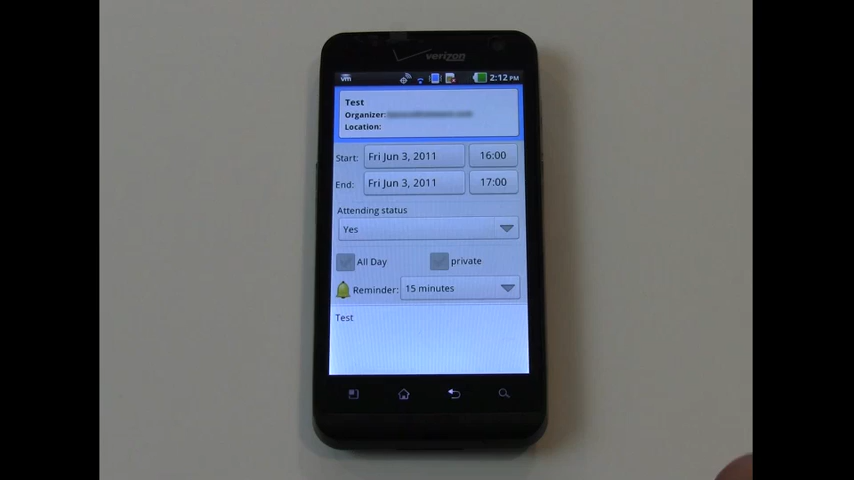 verizon
vm
2:12 PM
Test
Organizer:
Location:
Start: Fri Jun 3, 2011 16:00
End: Fri Jun 3, 2011 17:00
Attending status
Yes
All Day private
Reminder: 15 minutes
Test